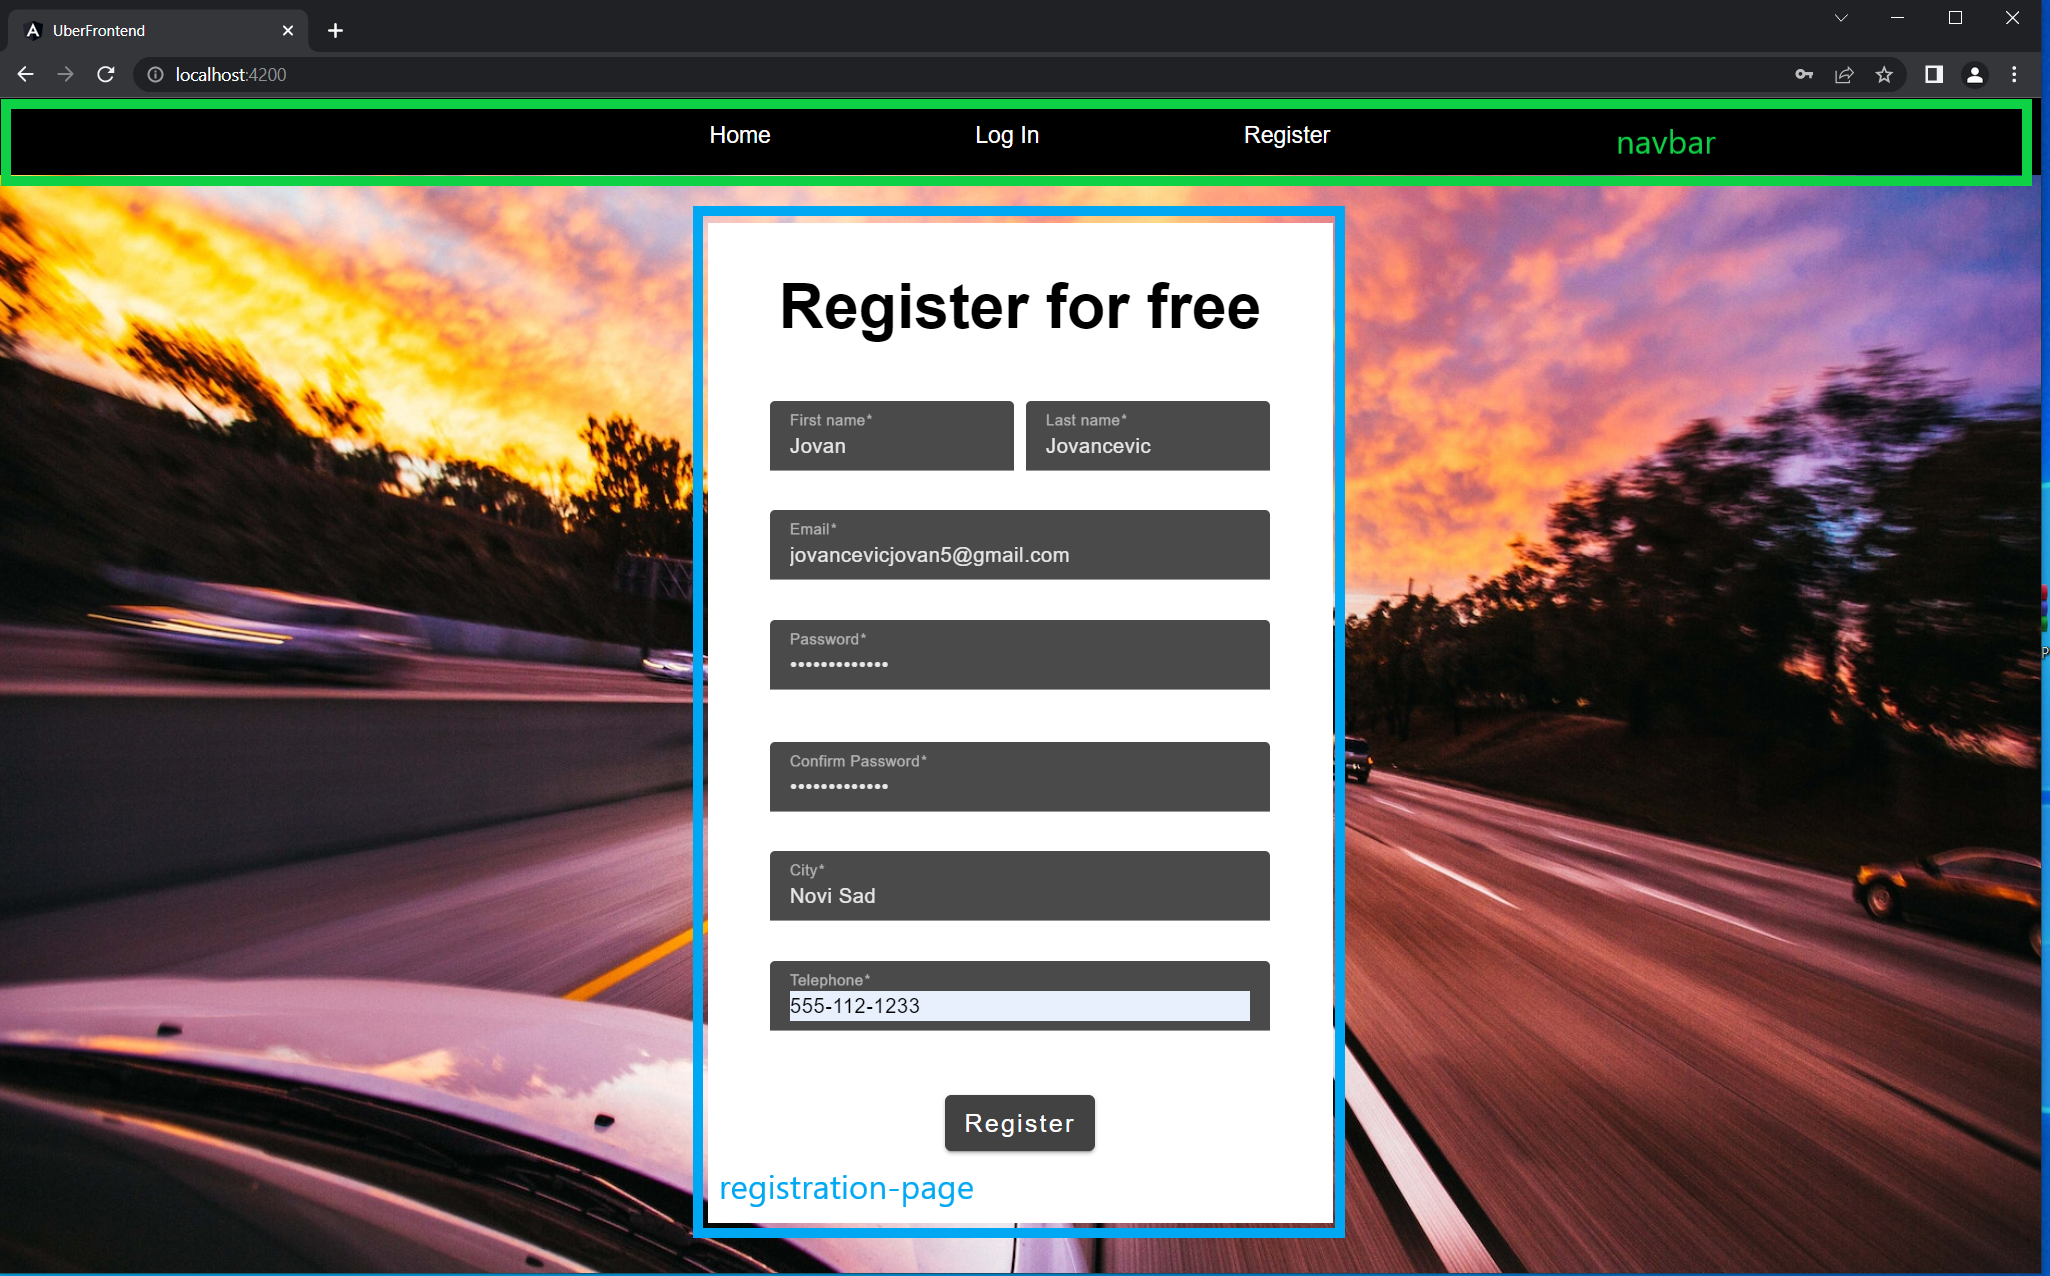 UberFrontend
localhost:4200
Home Log In Register navbar
Register for free
First name* Last name*
Jovan Jovancevic
Email*
jovancevicjovan5@gmail.com
Password*
•••••••••••••
Confirm Password*
•••••••••••••
City*
Novi Sad
Telephone*
555-112-1233
Register
registration-page